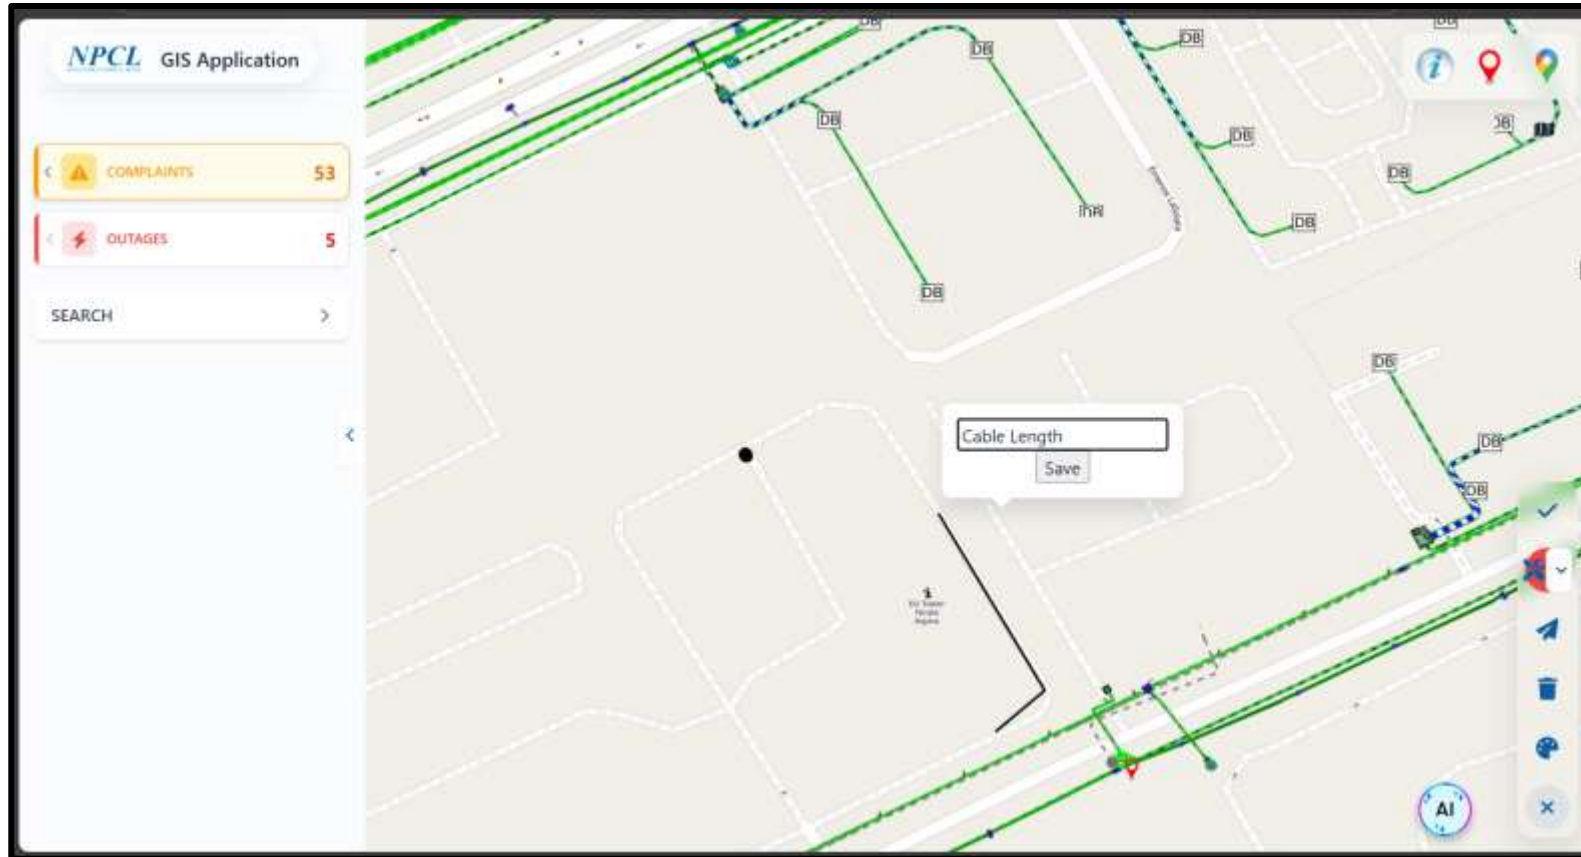 NPCL GIS Application
COMPLAINTS 53
OUTAGES 5
SEARCH
DB
DB
DB
DB
DB
DB
DB
DB
DB
DB
DB
DB
DB
Cable Length
Save
AI